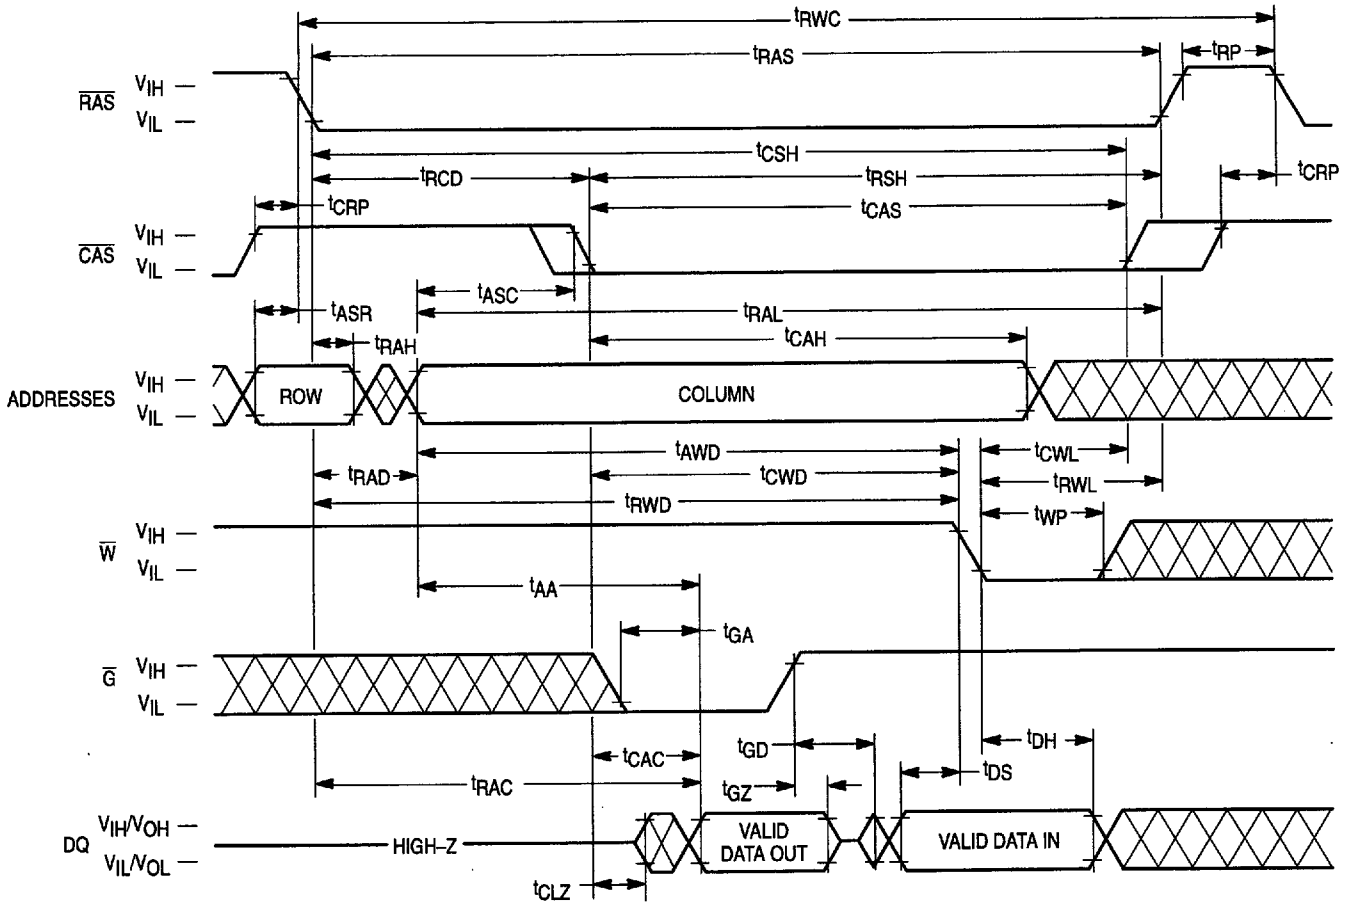 tRWC
tRAS
tRP
RAS
VIH
VIL
tCSH
tRCD
tRSH
tCRP
tCRP
tCAS
CAS
VIH
VIL
tASC
tASR
tRAL
tRAH
tCAH
ADDRESSES
VIH
VIL
ROW
COLUMN
tAWD
tCWL
tRAD
tCWD
tRWL
tRWD
tWP
W
VIH
VIL
tAA
tGA
G
VIH
VIL
tCAC
tGD
tDH
tRAC
tGZ
tDS
DQ
VIH/VOH
VIL/VOL
HIGH–Z
VALID
DATA OUT
VALID DATA IN
tCLZ